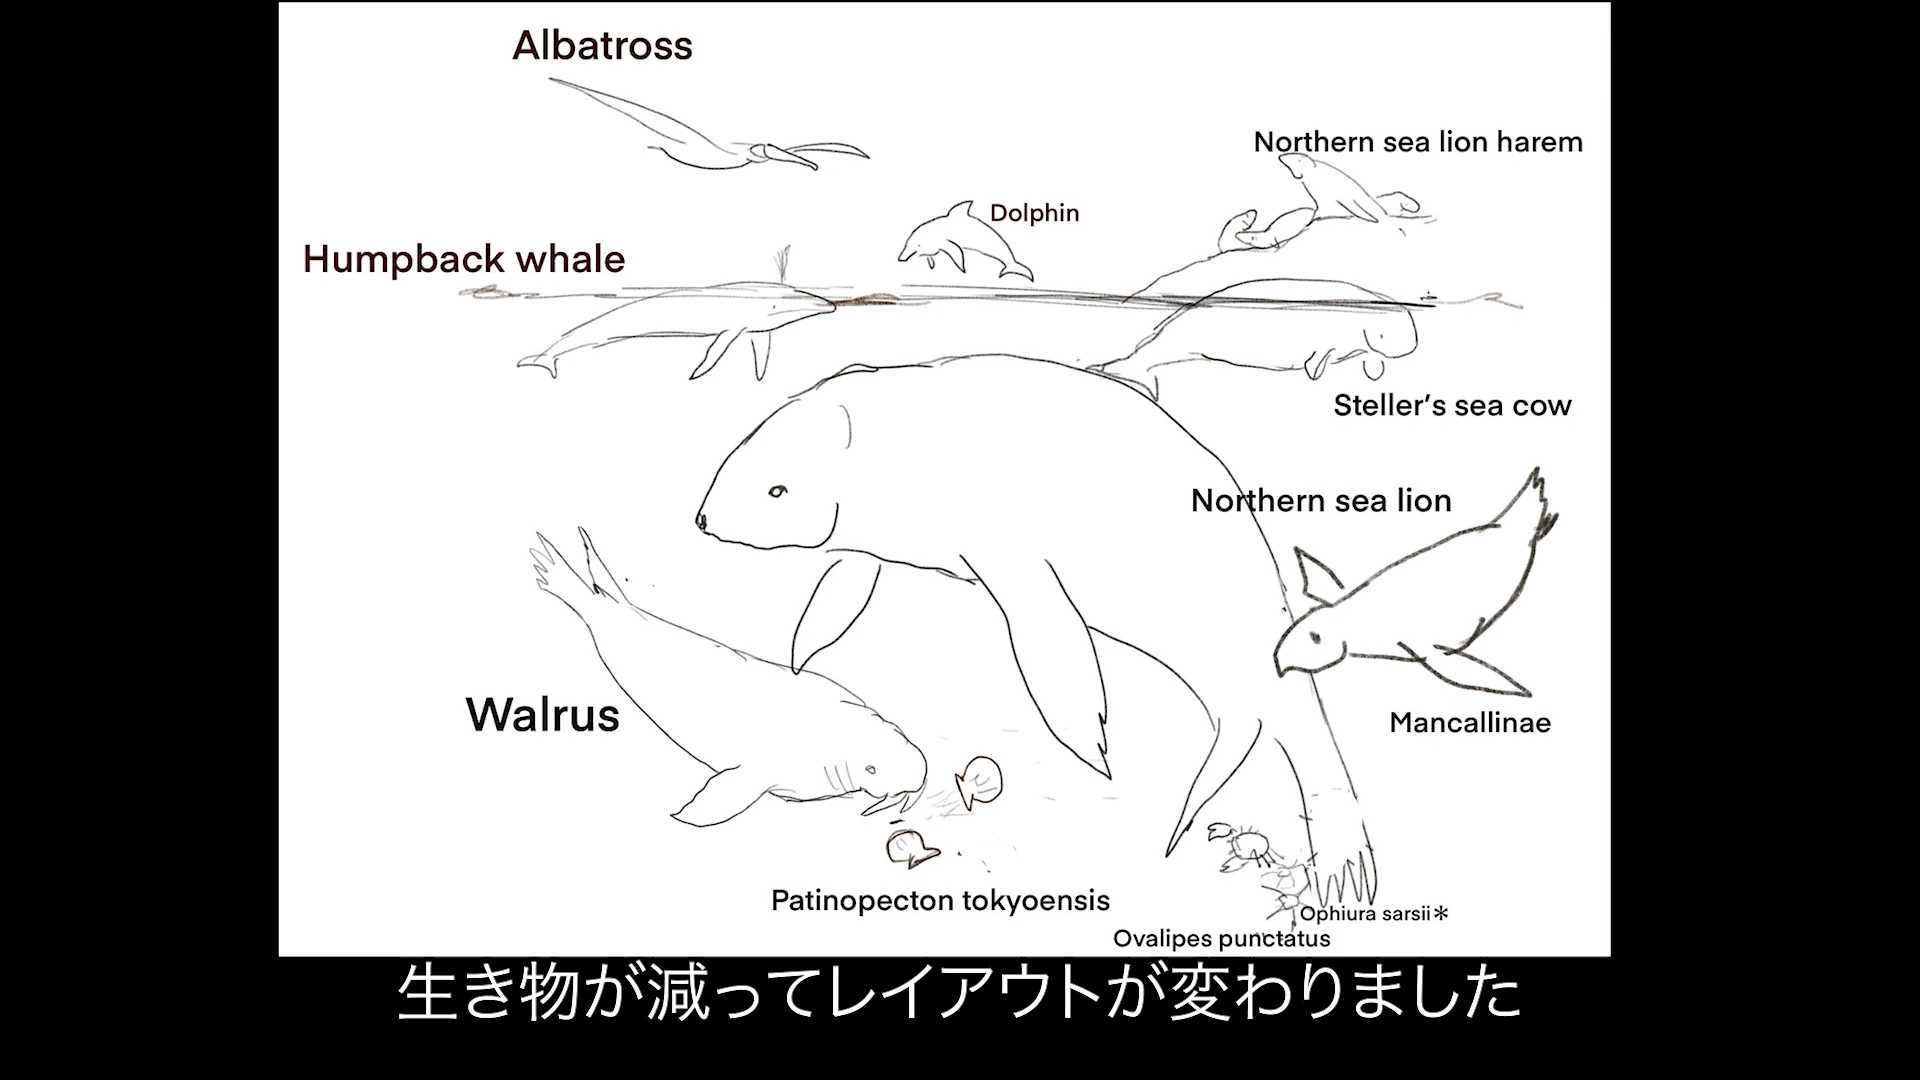 Albatross
Northern sea lion harem
Dolphin
Humpback whale
Steller's sea cow
Northern sea lion
Walrus
Mancallinae
Patinopecton tokyoensis
Ophiura sarsii*
Ovalipes punctatus
生き物が減ってレイアウトが変わりました